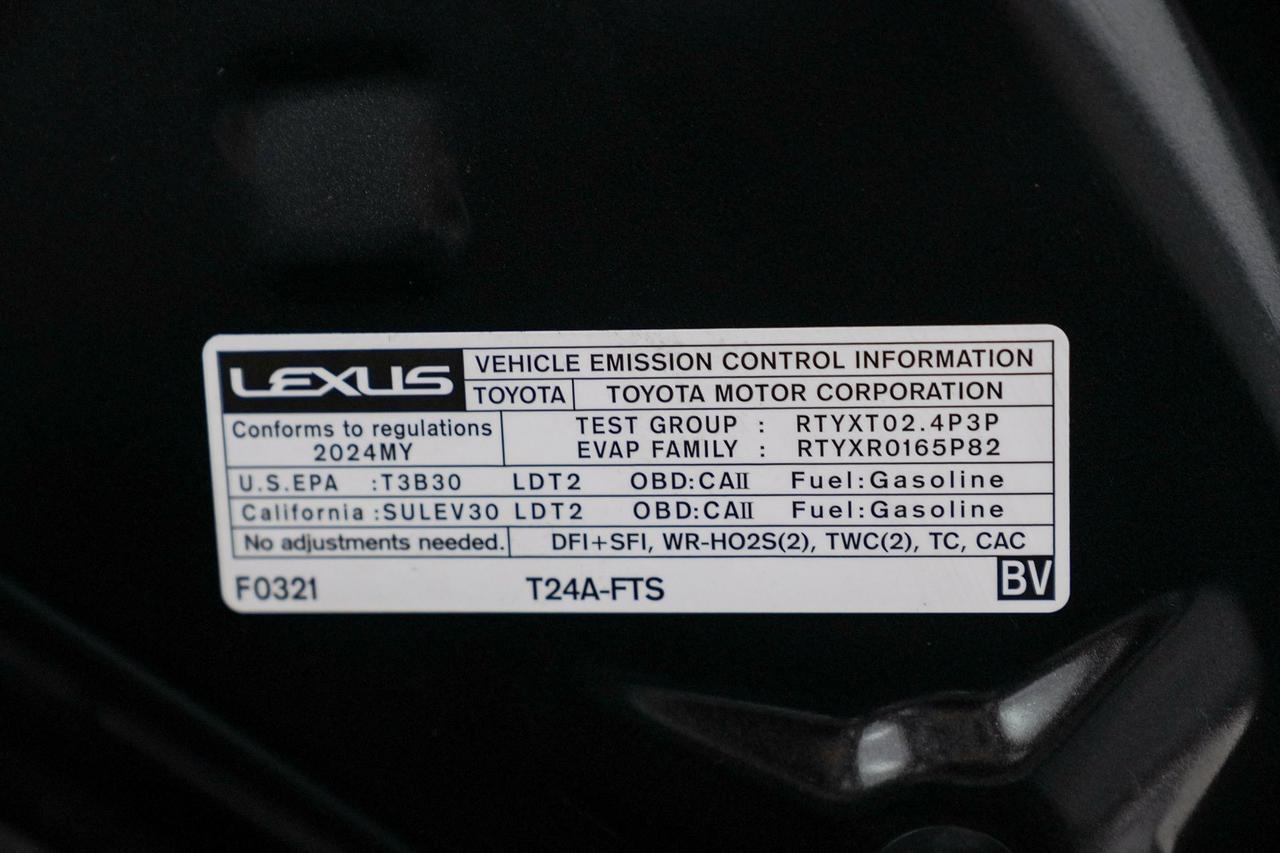 LEXUS VEHICLE EMISSION CONTROL INFORMATION
TOYOTA TOYOTA MOTOR CORPORATION
Conforms to regulations TEST GROUP : RTYXT02.4P3P
2024MY EVAP FAMILY : RTYXR0165P82
U.S.EPA :T3B30 LDT2 OBD:CAII Fuel:Gasoline
California :SULEV30 LDT2 OBD:CAII Fuel:Gasoline
No adjustments needed. DFI+SFI, WR-HO2S(2), TWC(2), TC, CAC
F0321 T24A-FTS BV